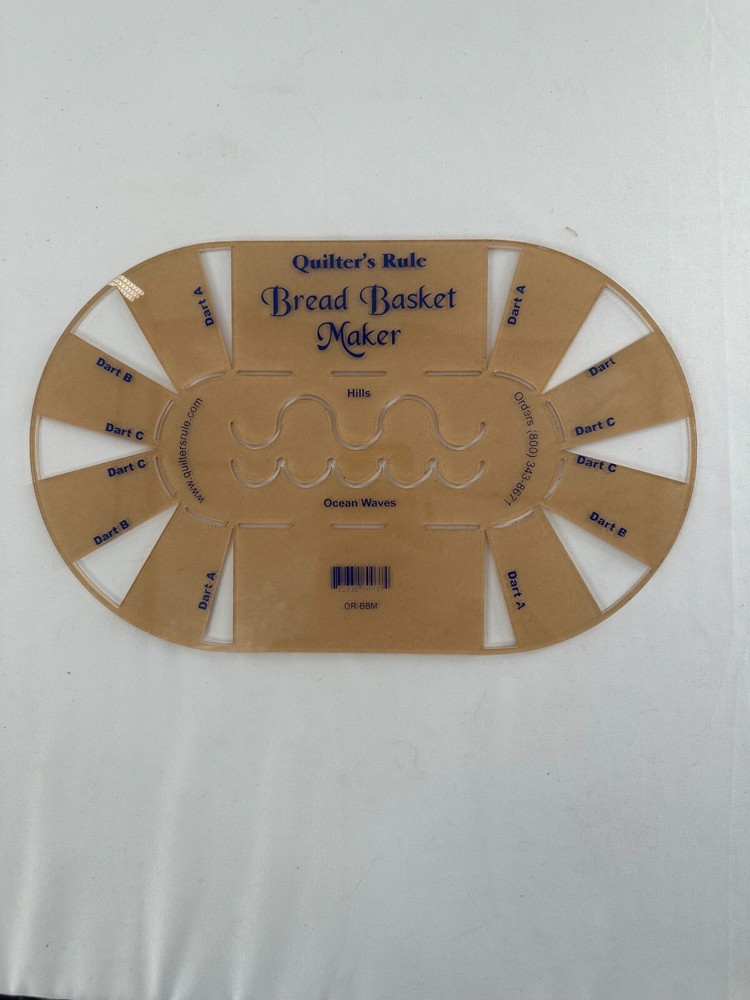 Quilter's Rule
Bread Basket
Maker
Dart A
Dart A
Dart B
Dart
Dart C
Dart C
Hills
www.quiltersrule.com
Orders (800) 343-8671
Dart C
Dart C
Ocean Waves
Dart B
Dart B
Dart A
Dart A
QR-BBM